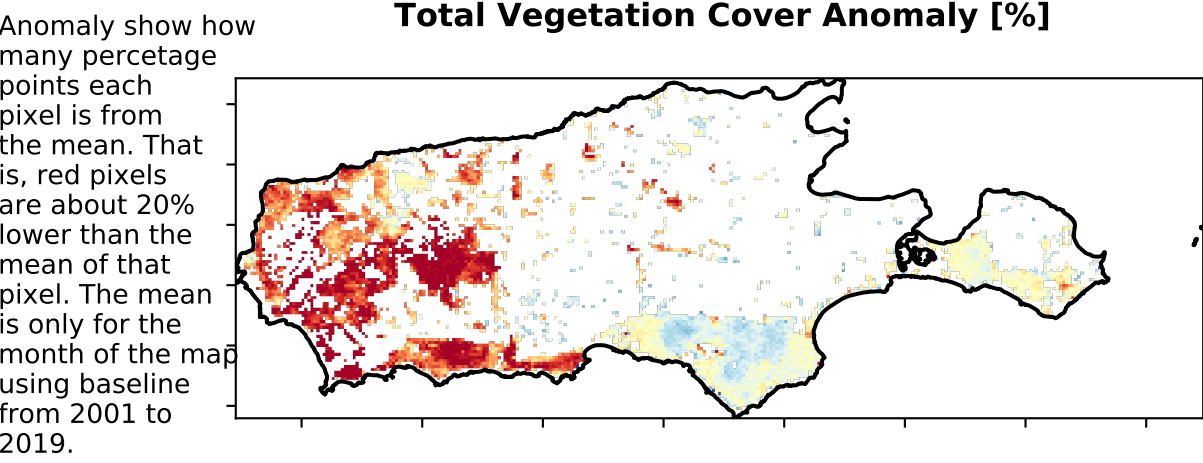 Total Vegetation Cover Anomaly [%]
Anomaly show how
many percetage
points each
pixel is from
the mean. That
is, red pixels
are about 20%
lower than the
mean of that
pixel. The mean
is only for the
month of the map
using baseline
from 2001 to
2019.